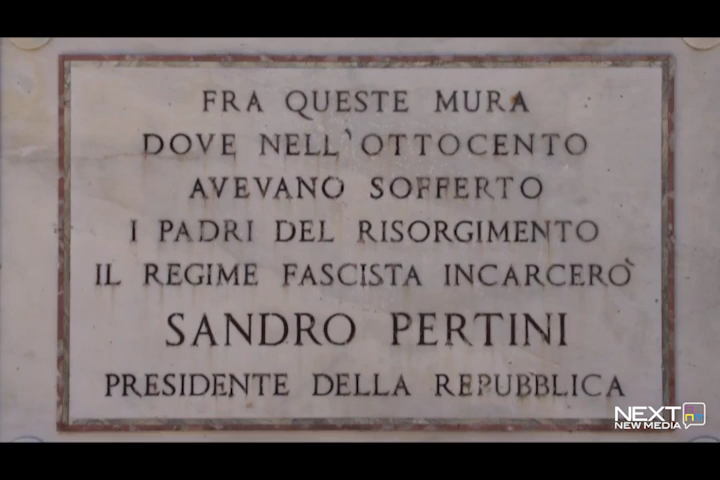 FRA QUESTE MURA
DOVE NELL'OTTOCENTO
AVEVANO SOFFERTO
I PADRI DEL RISORGIMENTO
IL REGIME FASCISTA INCARCERÒ
SANDRO PERTINI
PRESIDENTE DELLA REPUBBLICA
NEXT
NEW MEDIA